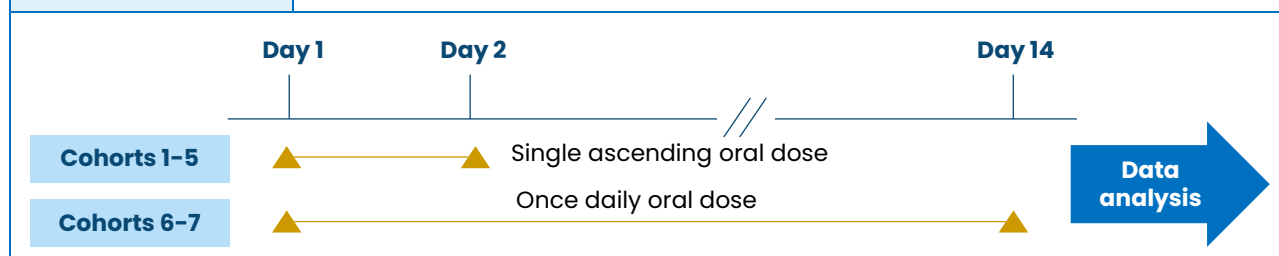 Day 1
Day 2
Day 14
Cohorts 1-5
Single ascending oral dose
Cohorts 6-7
Once daily oral dose
Data
analysis